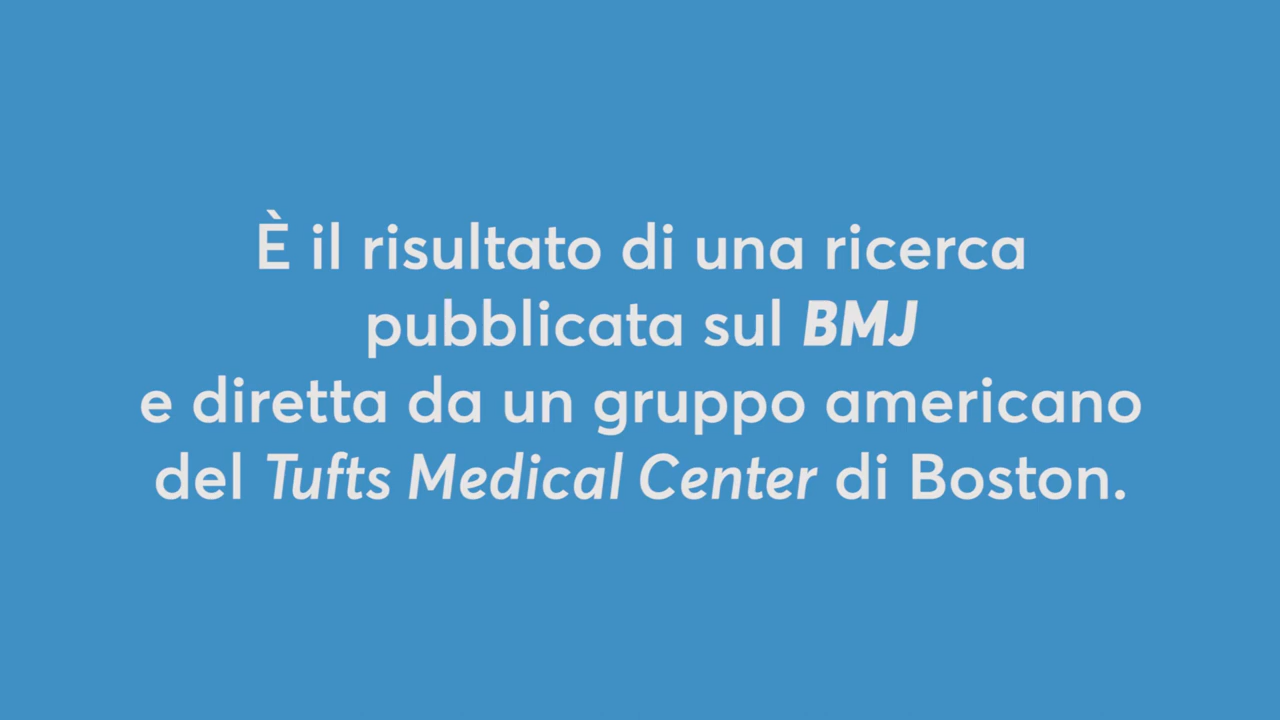 È il risultato di una ricerca
pubblicata sul BMJ
e diretta da un gruppo americano
del Tufts Medical Center di Boston.